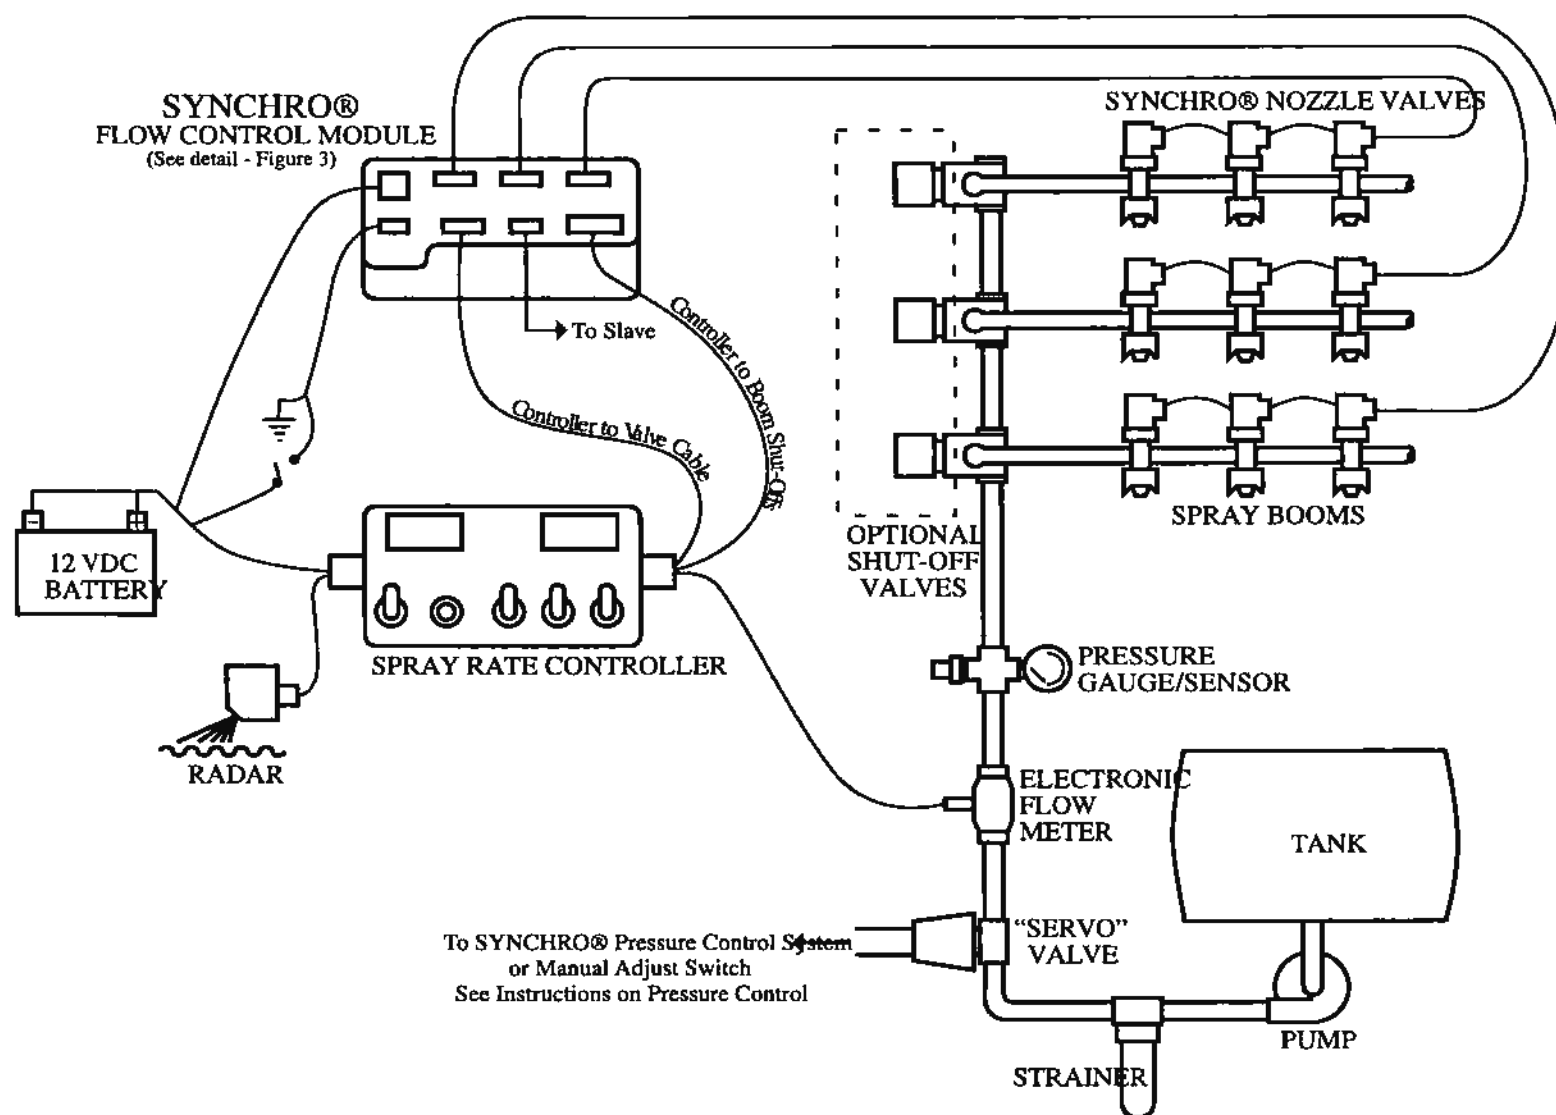 SYNCHRO®
FLOW CONTROL MODULE
(See detail - Figure 3)
SYNCHRO® NOZZLE VALVES
To Slave
Controller to Boom Shut-Off
Controller to Valve Cable
12 VDC
BATTERY
OPTIONAL
SHUT-OFF
VALVES
SPRAY BOOMS
SPRAY RATE CONTROLLER
PRESSURE
GAUGE/SENSOR
RADAR
ELECTRONIC
FLOW
METER
TANK
To SYNCHRO® Pressure Control System
or Manual Adjust Switch
See Instructions on Pressure Control
"SERVO"
VALVE
PUMP
STRAINER